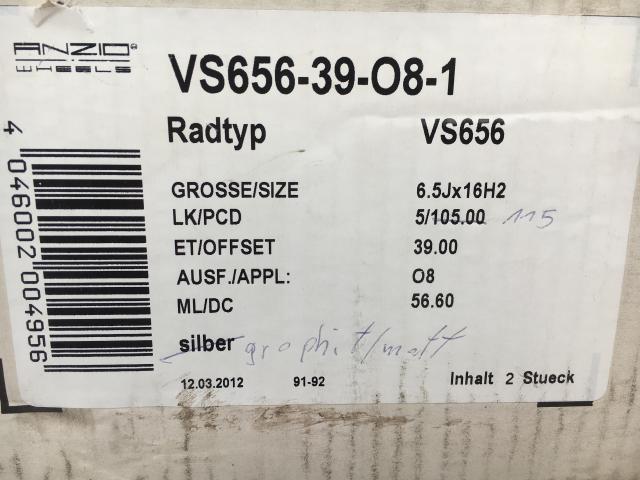 ANZIO®
WHEELS
VS656-39-O8-1
Radtyp VS656
GROSSE/SIZE 6.5Jx16H2
LK/PCD 5/105.00 115
ET/OFFSET 39.00
AUSF./APPL: O8
ML/DC 56.60
silber graphit/matt
12.03.2012 91-92 Inhalt 2 Stueck
4 046002 004956